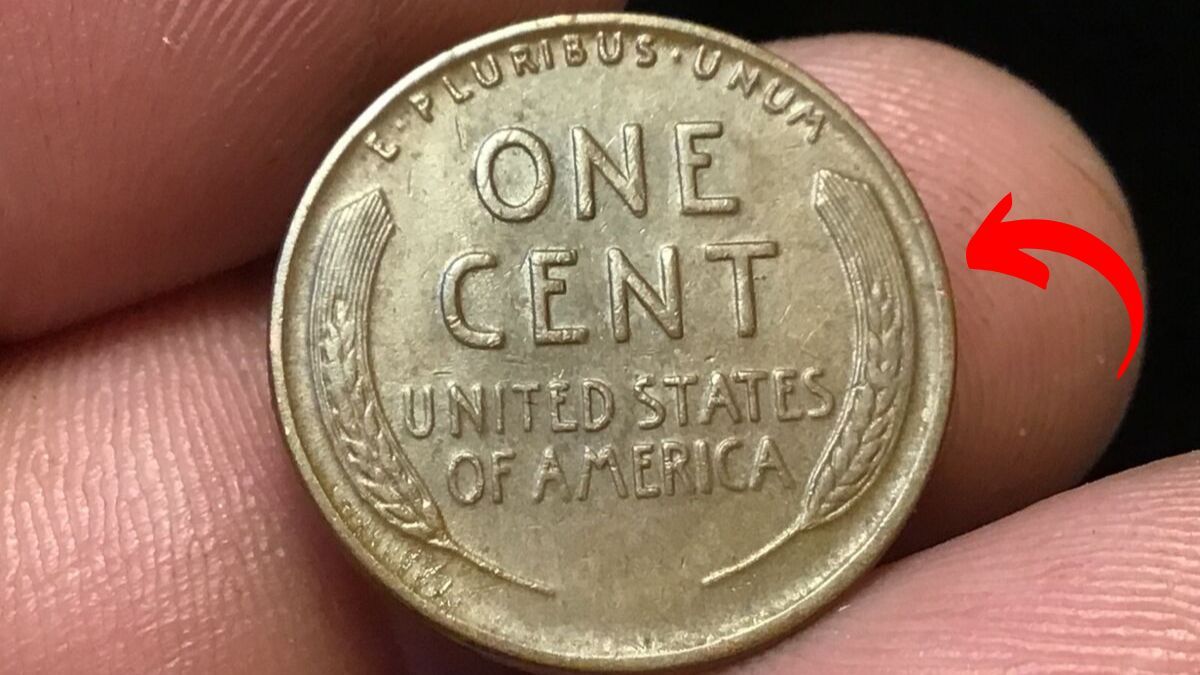 E·PLURIBUS·UNUM
ONE
CENT
UNITED STATES
OF AMERICA